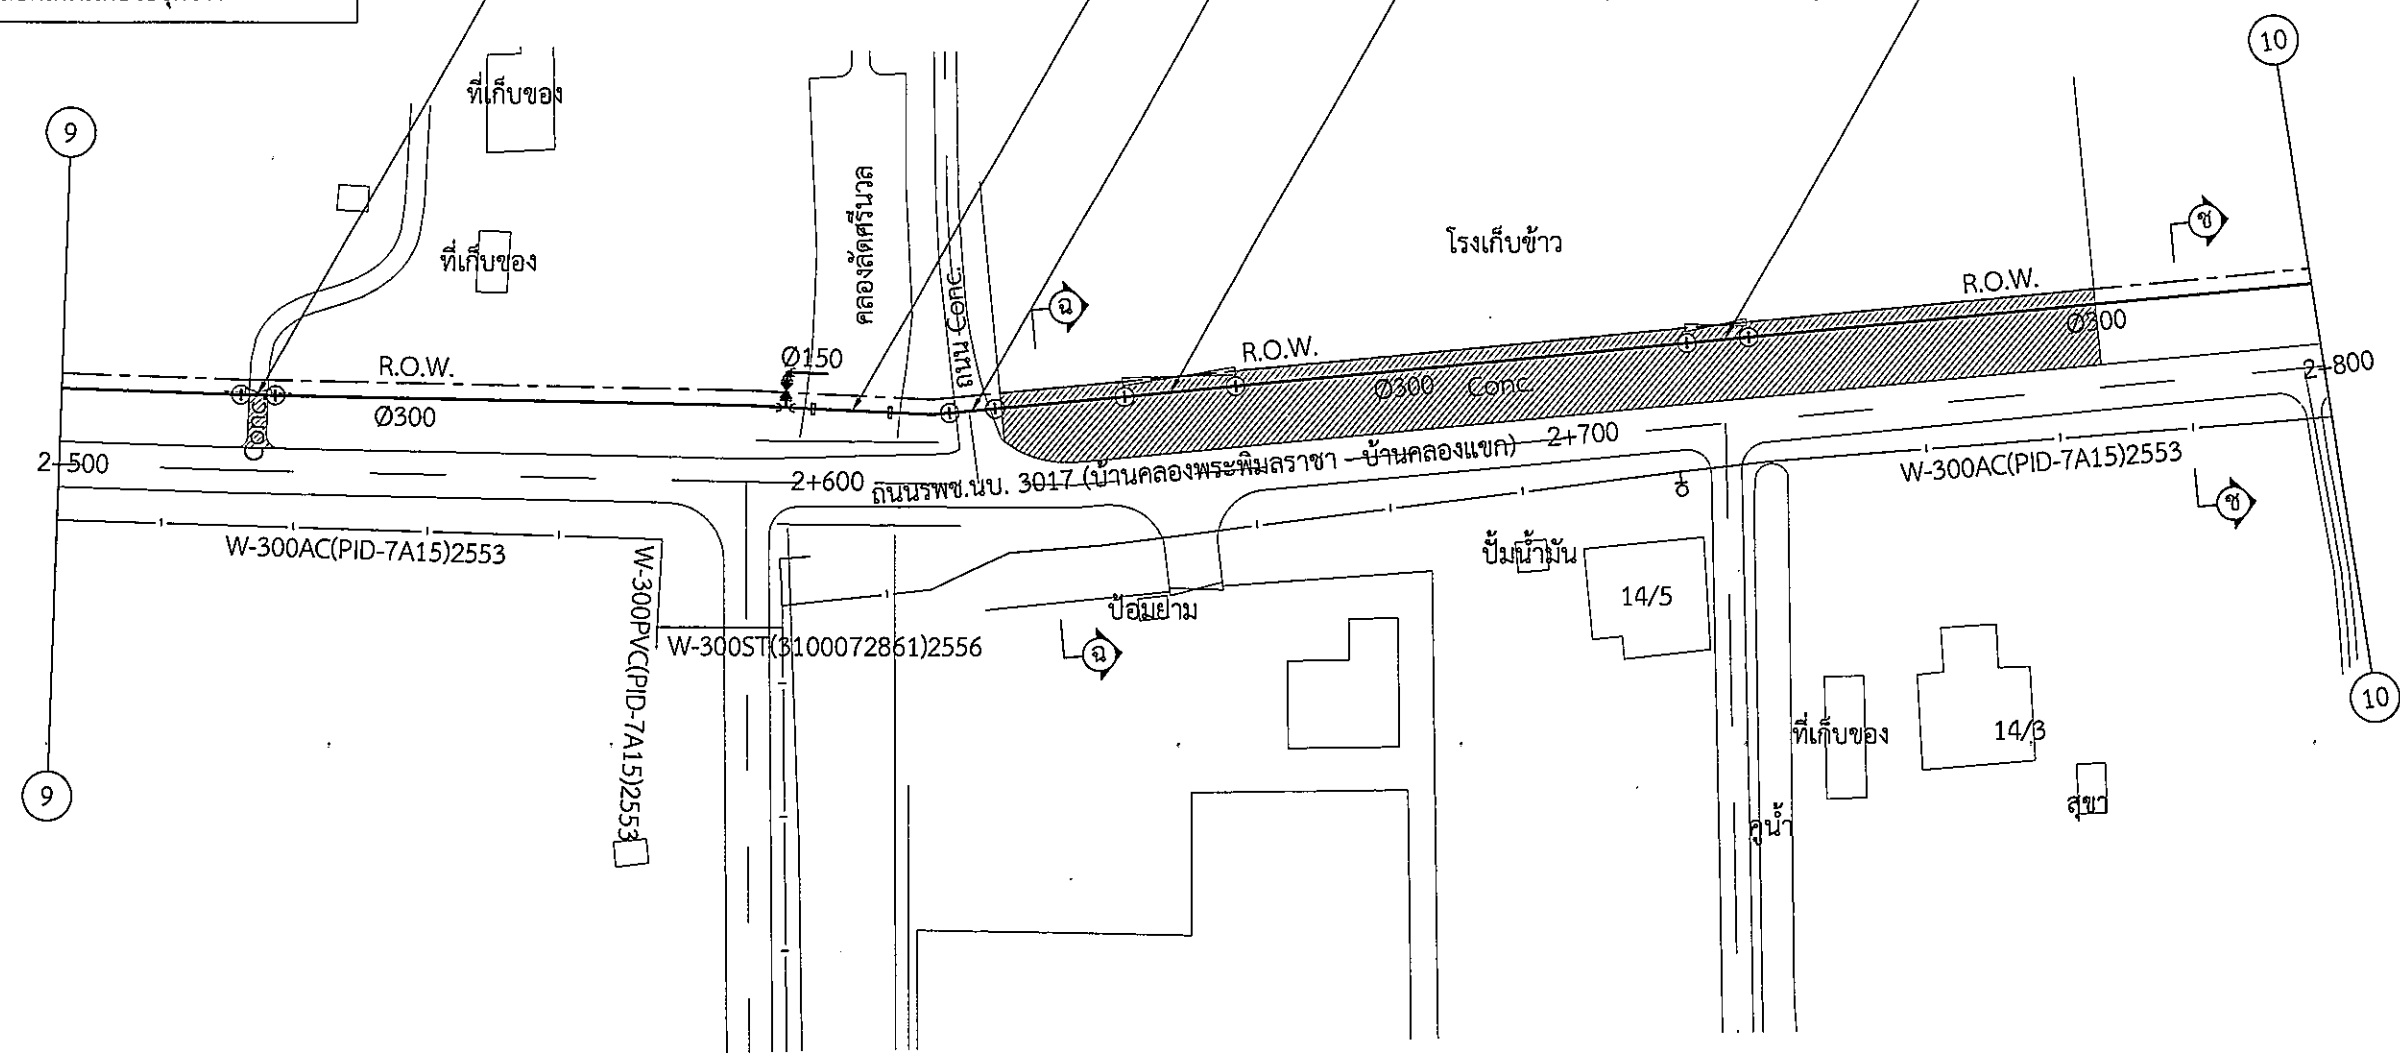 10
9
ที่เก็บของ
คลองลัดศรีนวล
ถนน Conc.
ที่เก็บของ
โรงเก็บข้าว
ช
ฉ
R.O.W.
R.O.W.
R.O.W.
Ø150
Ø300
Ø300
Ø300 Conc.
Conc.
2+500
2+600
ถนนรพช.นบ. 3017 (บ้านคลองพระพิมลราชา - บ้านคลองแขก)
2+700
2+800
W-300AC(PID-7A15)2553
W-300AC(PID-7A15)2553
ช
W-300PVC(PID-7A15)2553
W-300ST(3100072861)2556
ป้อมยาม
ปั้มน้ำมัน
14/5
ฉ
ที่เก็บของ
14/3
10
9
คูน้ำ
สุขา